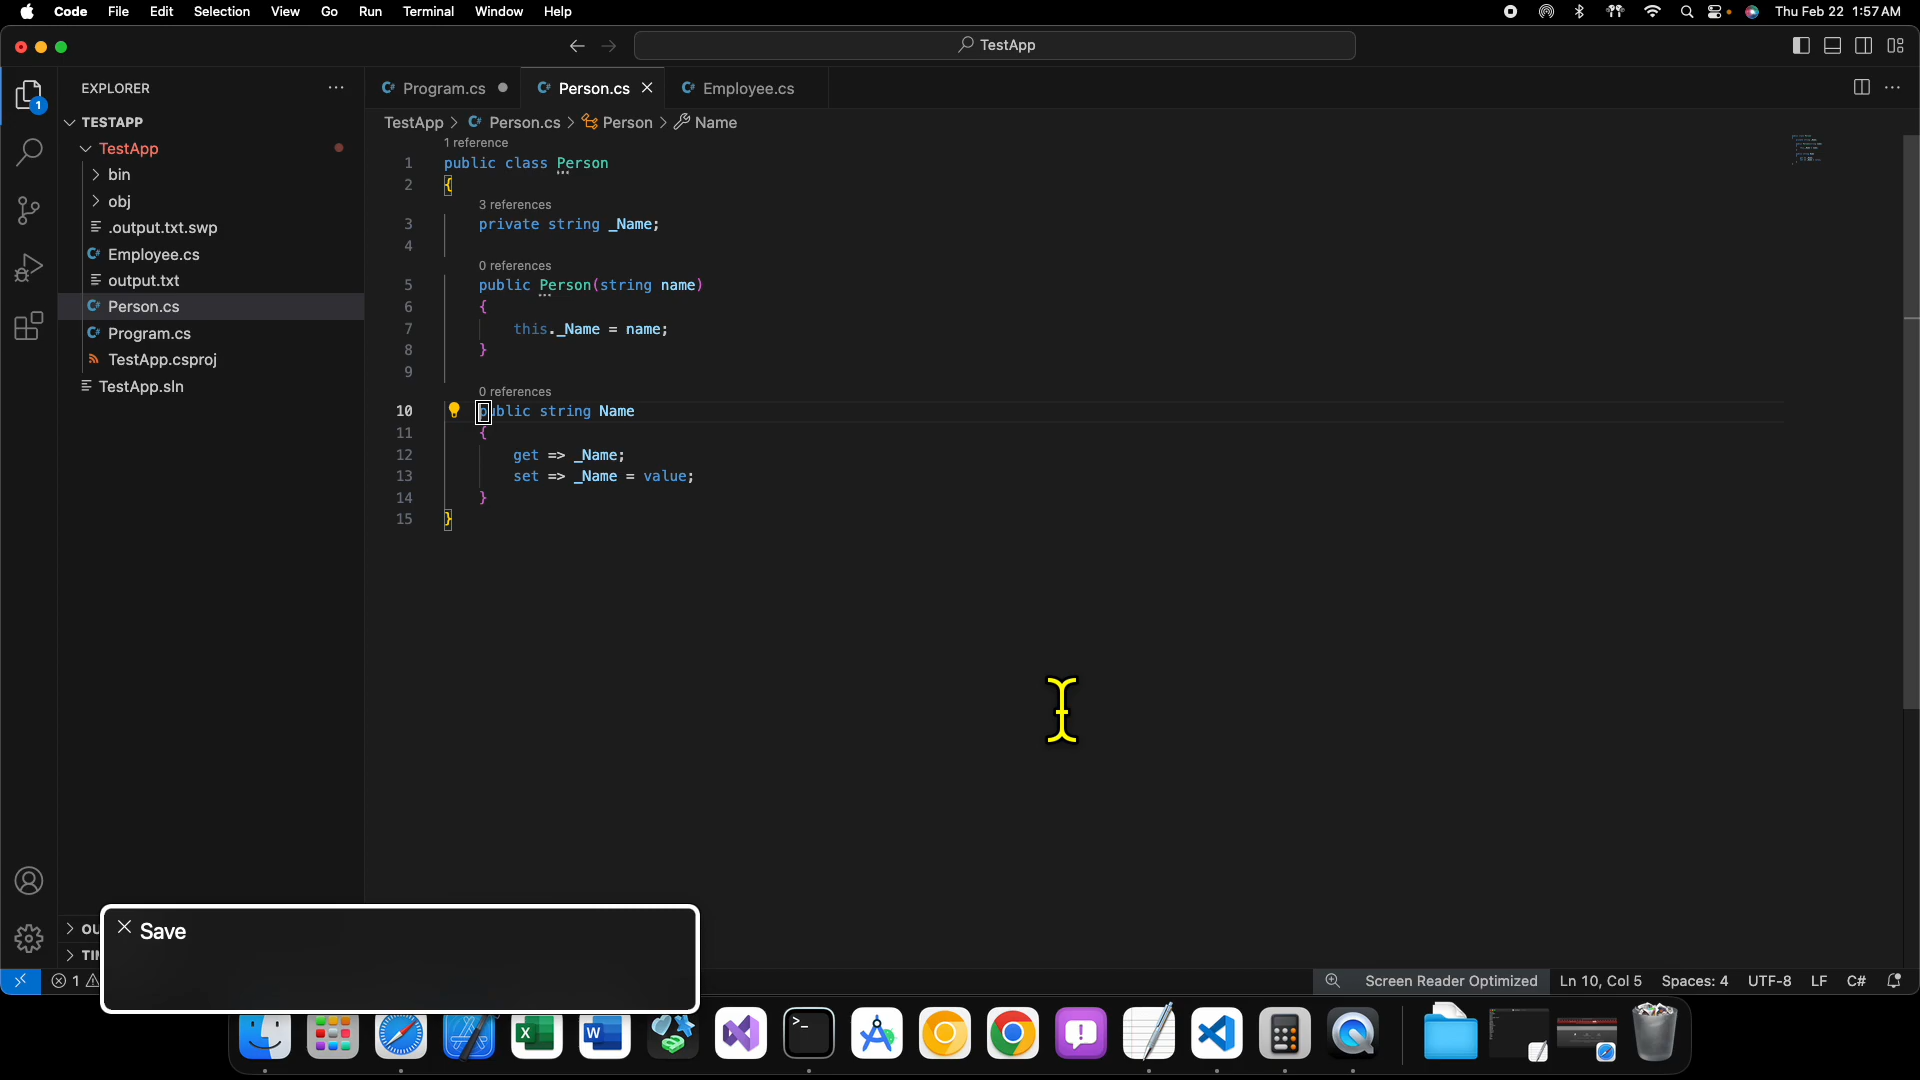 Code File Edit Selection View Go Run Terminal Window Help
Thu Feb 22 1:57 AM
TestApp
EXPLORER
TESTAPP
TestApp
bin
obj
.output.txt.swp
Employee.cs
output.txt
Person.cs
Program.cs
TestApp.csproj
TestApp.sln
1
Program.cs Person.cs Employee.cs
TestApp > Person.cs > Person > Name
1 reference
1 public class Person
2 {
3 references
3 private string _Name;
4
0 references
5 public Person(string name)
6 {
7 this._Name = name;
8 }
9
0 references
10 public string Name
11 {
12 get => _Name;
13 set => _Name = value;
14 }
15 }
OU
TIM
Save
1
Screen Reader Optimized Ln 10, Col 5 Spaces: 4 UTF-8 LF C#